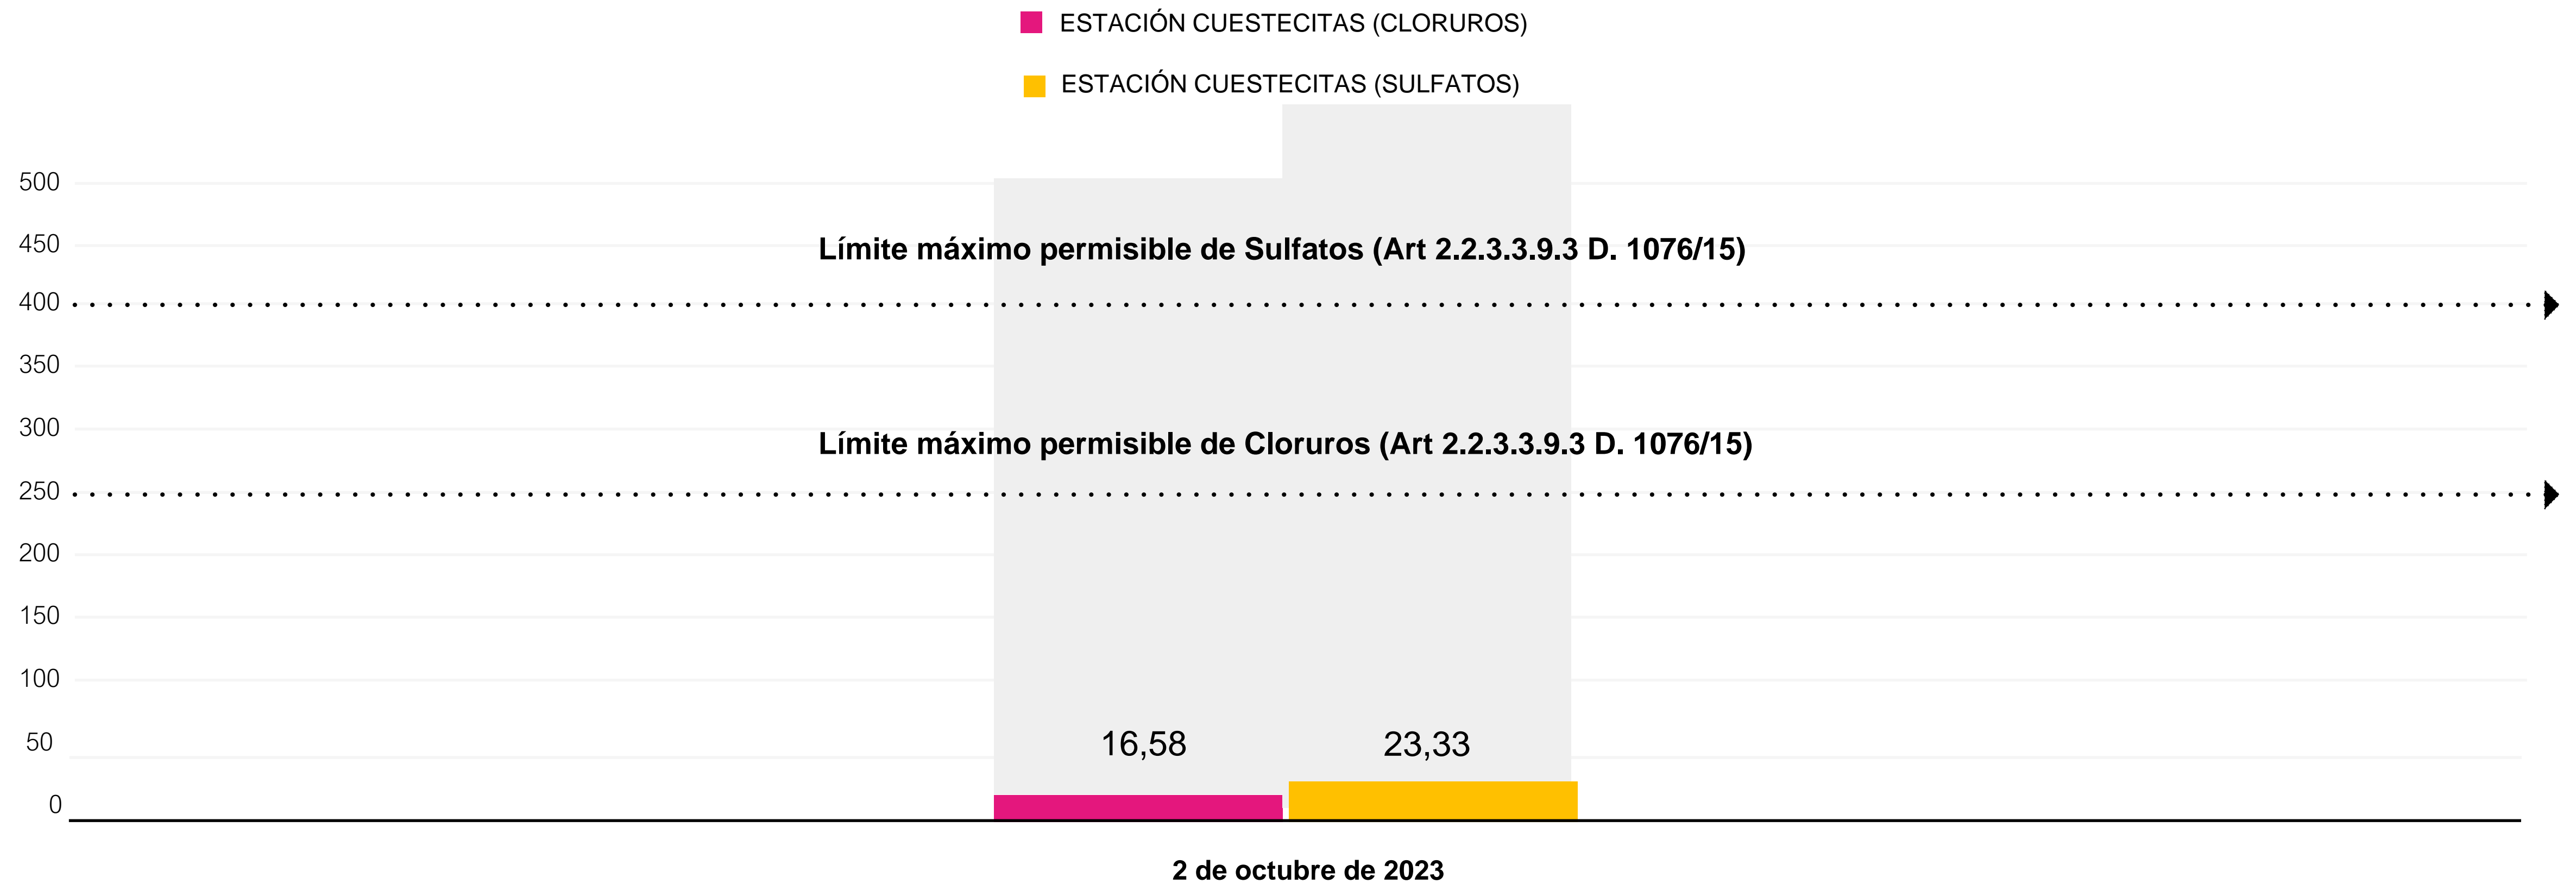 ESTACIÓN CUESTECITAS (CLORUROS)
ESTACIÓN CUESTECITAS (SULFATOS)
500
450
Límite máximo permisible de Sulfatos (Art 2.2.3.3.9.3 D. 1076/15)
400
350
300
Límite máximo permisible de Cloruros (Art 2.2.3.3.9.3 D. 1076/15)
250
200
150
100
50
16,58
23,33
0
2 de octubre de 2023